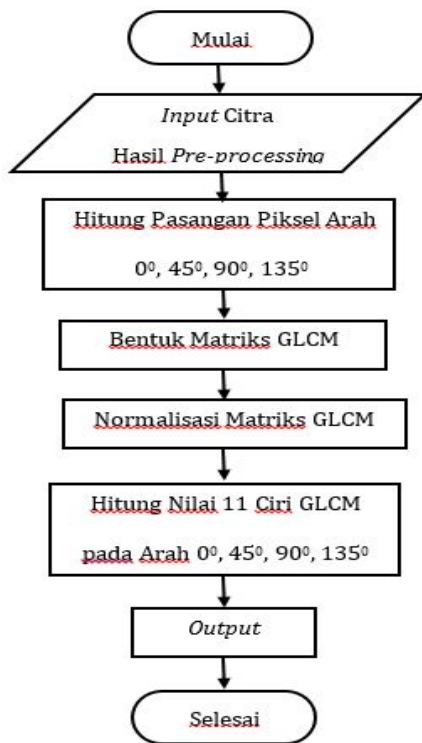 Mulai
Input Citra
Hasil Pre-processing
Hitung Pasangan Piksel Arah
0⁰, 45⁰, 90⁰, 135⁰
Bentuk Matriks GLCM
Normalisasi Matriks GLCM
Hitung Nilai 11 Ciri GLCM
pada Arah 0⁰, 45⁰, 90⁰, 135⁰
Output
Selesai